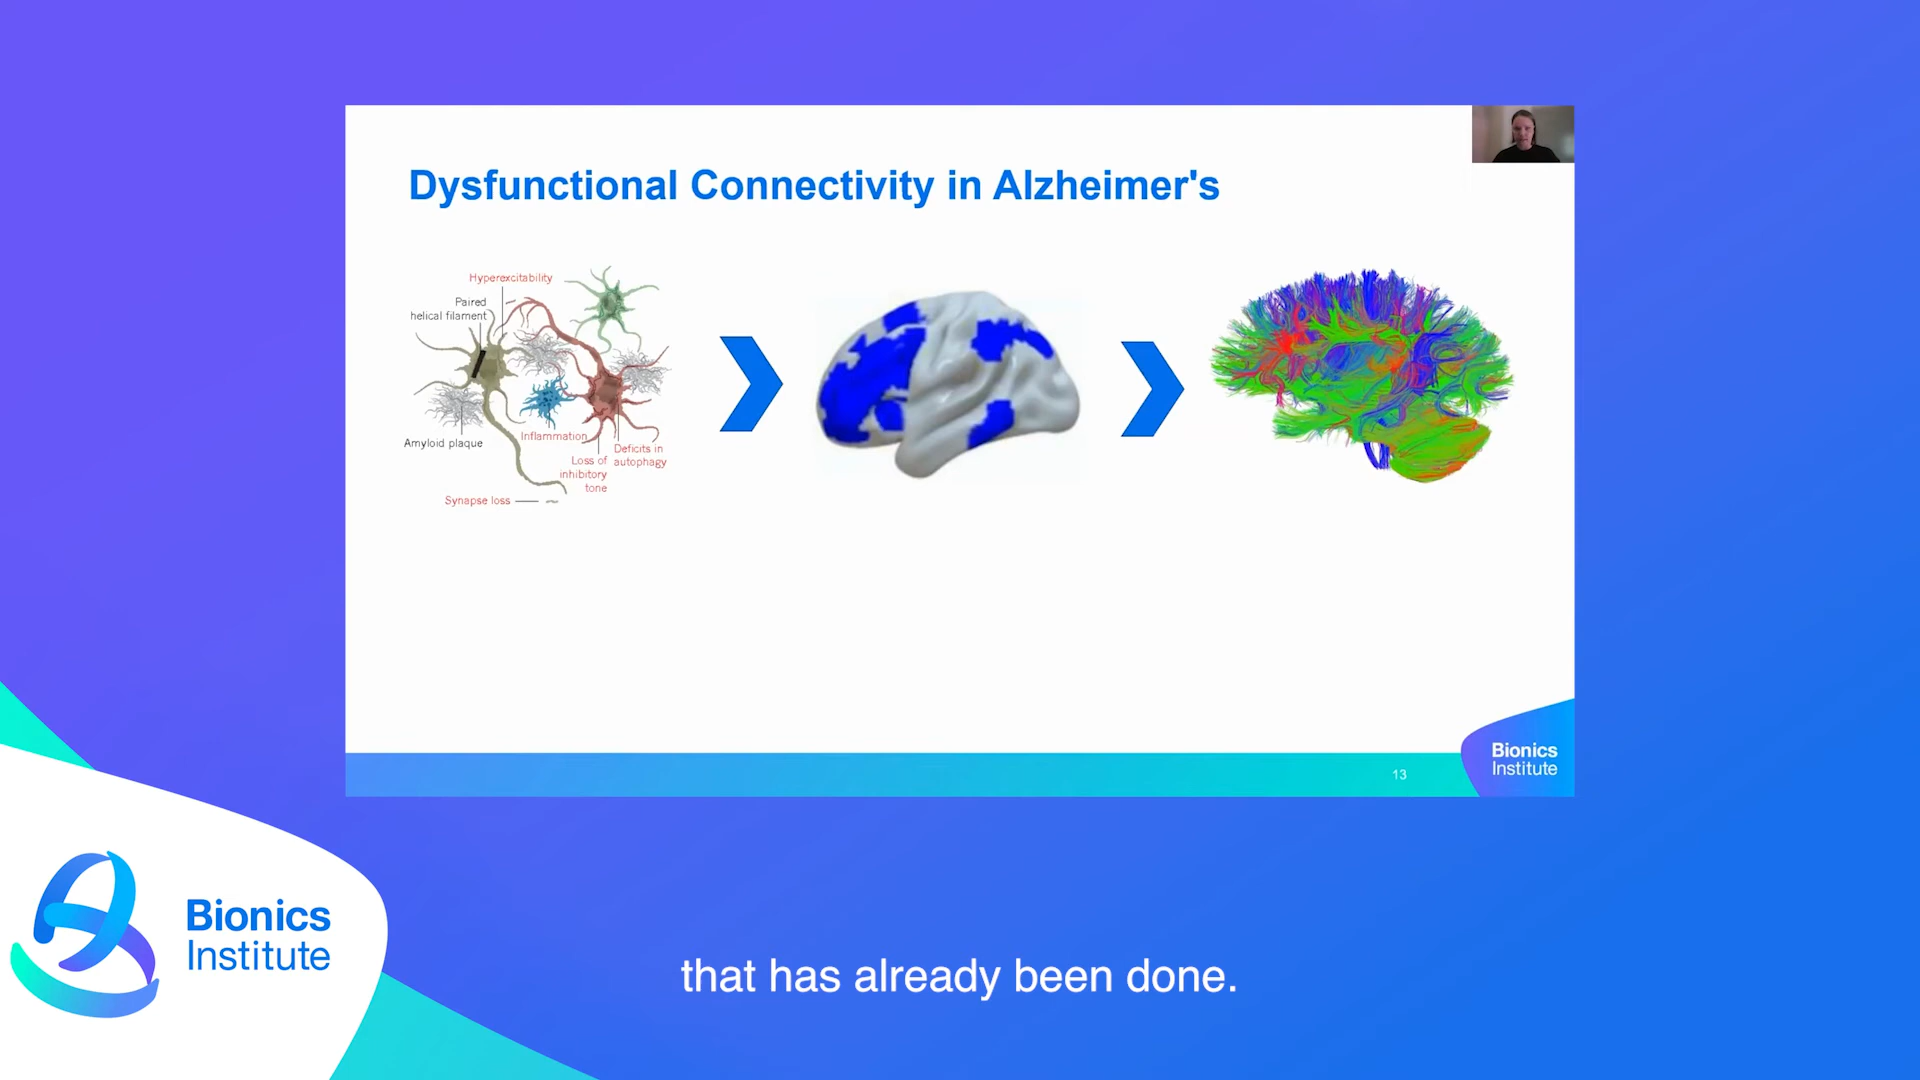 Dysfunctional Connectivity in Alzheimer's
Hyperexcitability
Paired
helical filament
Amyloid plaque
Inflammation
Deficits in
autophagy
Loss of
inhibitory
tone
Synapse loss
13
Bionics
Institute
Bionics
Institute
that has already been done.